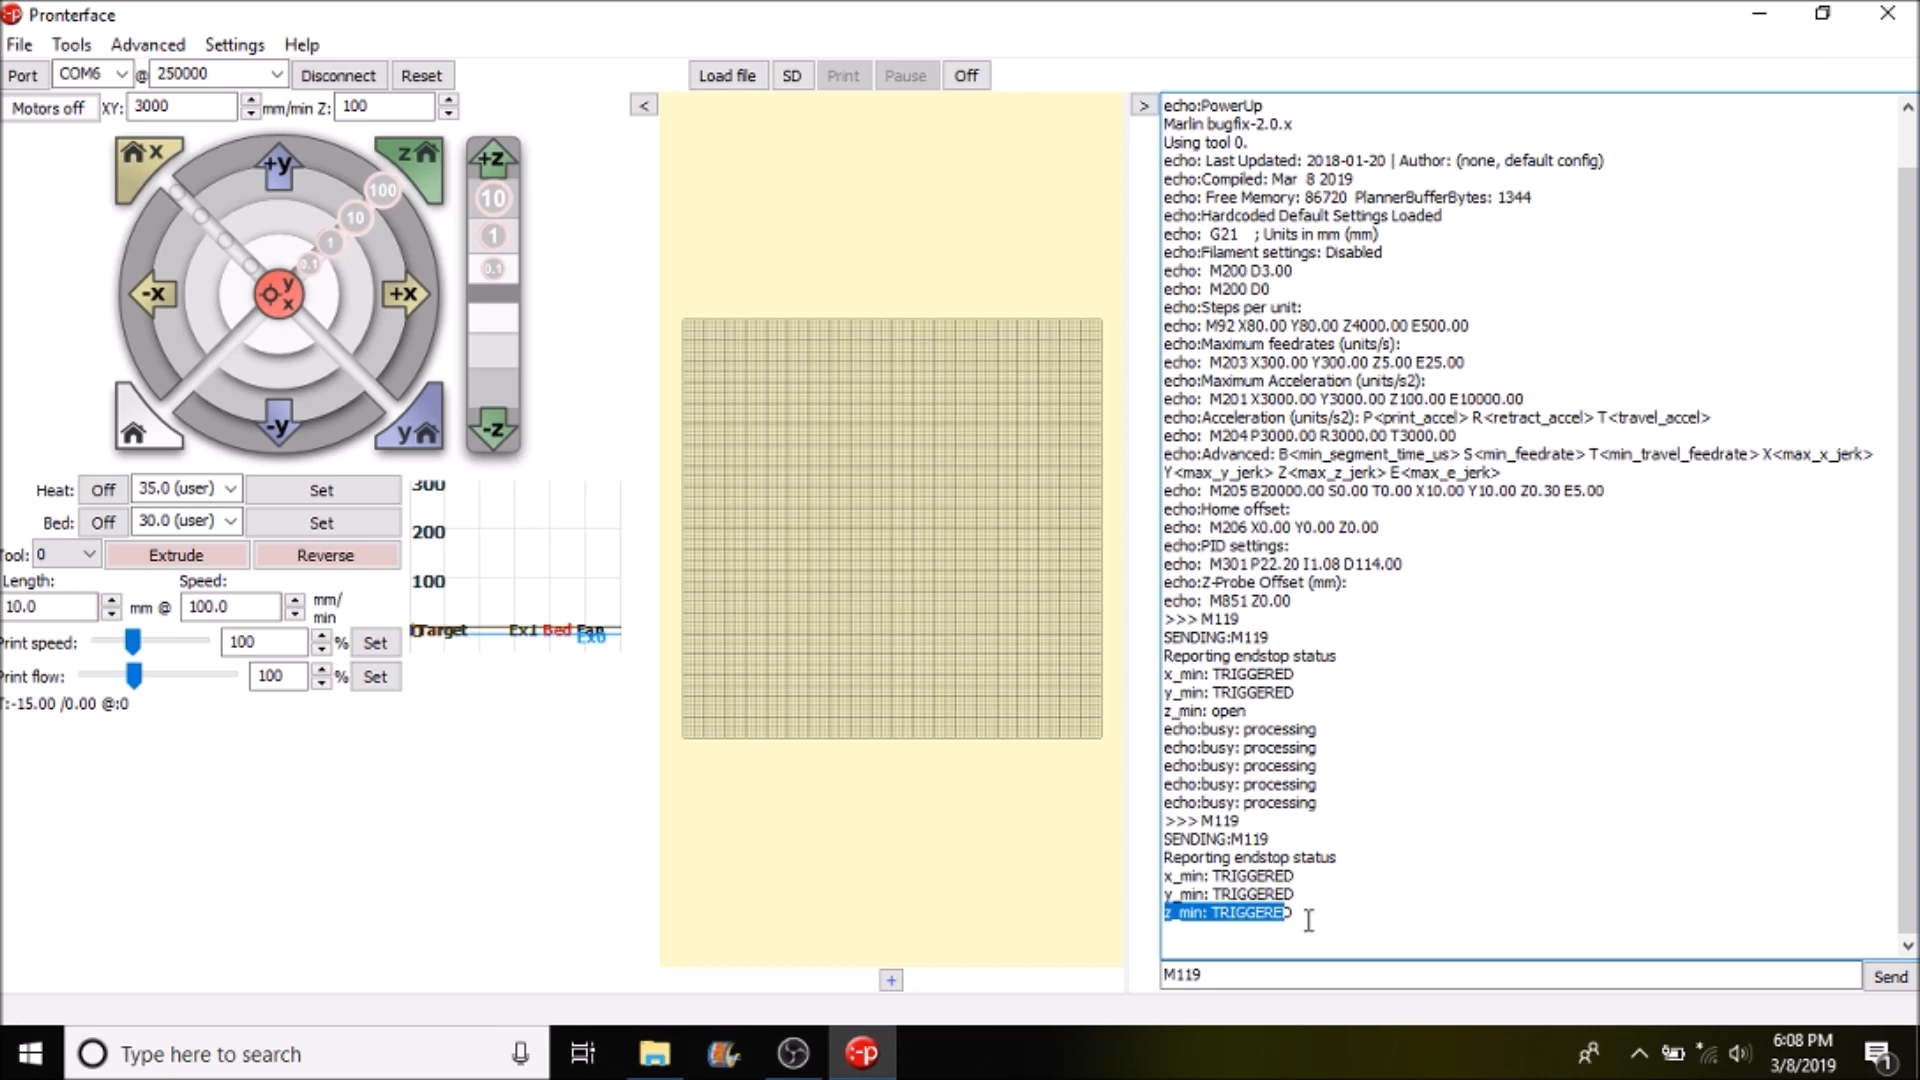 Pronterface
File Tools Advanced Settings Help
Port COM6 @ 250000 Disconnect Reset Load file SD Print Pause Off
Motors off XY: 3000 mm/min Z: 100 < >
x z +y +z
100
10
1
0.1
10
1
0.1
-x y x +x
-y y -z
Heat: Off 35.0 (user) Set
Bed: Off 30.0 (user) Set
Tool: 0 Extrude Reverse
Length: Speed:
10.0 mm @ 100.0 mm/
min
Print speed: 100 % Set
Print flow: 100 % Set
T:-15.00 /0.00 @:0
300
200
100
Target Ex1 Bed Fan
Ex0
+
echo:PowerUp
Marlin bugfix-2.0.x
Using tool 0.
echo: Last Updated: 2018-01-20 | Author: (none, default config)
echo:Compiled: Mar 8 2019
echo: Free Memory: 86720 PlannerBufferBytes: 1344
echo:Hardcoded Default Settings Loaded
echo: G21 ; Units in mm (mm)
echo:Filament settings: Disabled
echo: M200 D3.00
echo: M200 D0
echo:Steps per unit:
echo: M92 X80.00 Y80.00 Z4000.00 E500.00
echo:Maximum feedrates (units/s):
echo: M203 X300.00 Y300.00 Z5.00 E25.00
echo:Maximum Acceleration (units/s2):
echo: M201 X3000.00 Y3000.00 Z100.00 E10000.00
echo:Acceleration (units/s2): P<print_accel> R<retract_accel> T<travel_accel>
echo: M204 P3000.00 R3000.00 T3000.00
echo:Advanced: B<min_segment_time_us> S<min_feedrate> T<min_travel_feedrate> X<max_x_jerk>
Y<max_y_jerk> Z<max_z_jerk> E<max_e_jerk>
echo: M205 B20000.00 S0.00 T0.00 X10.00 Y10.00 Z0.30 E5.00
echo:Home offset:
echo: M206 X0.00 Y0.00 Z0.00
echo:PID settings:
echo: M301 P22.20 I1.08 D114.00
echo:Z-Probe Offset (mm):
echo: M851 Z0.00
>>> M119
SENDING:M119
Reporting endstop status
x_min: TRIGGERED
y_min: TRIGGERED
z_min: open
echo:busy: processing
echo:busy: processing
echo:busy: processing
echo:busy: processing
echo:busy: processing
>>> M119
SENDING:M119
Reporting endstop status
x_min: TRIGGERED
y_min: TRIGGERED
z_min: TRIGGERED
M119 Send
Type here to search
6:08 PM
3/8/2019
1